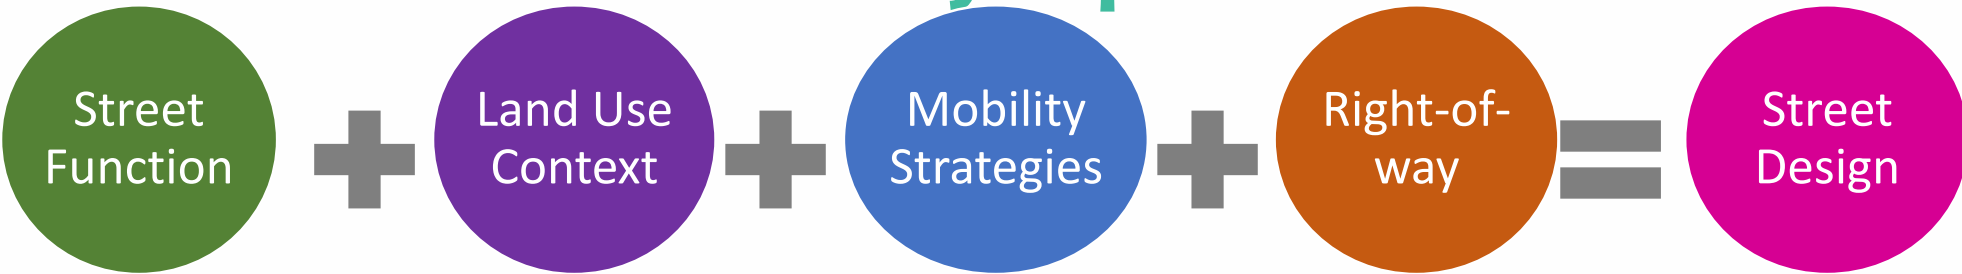 Street
Function
Land Use
Context
Mobility
Strategies
Right-of-
way
Street
Design